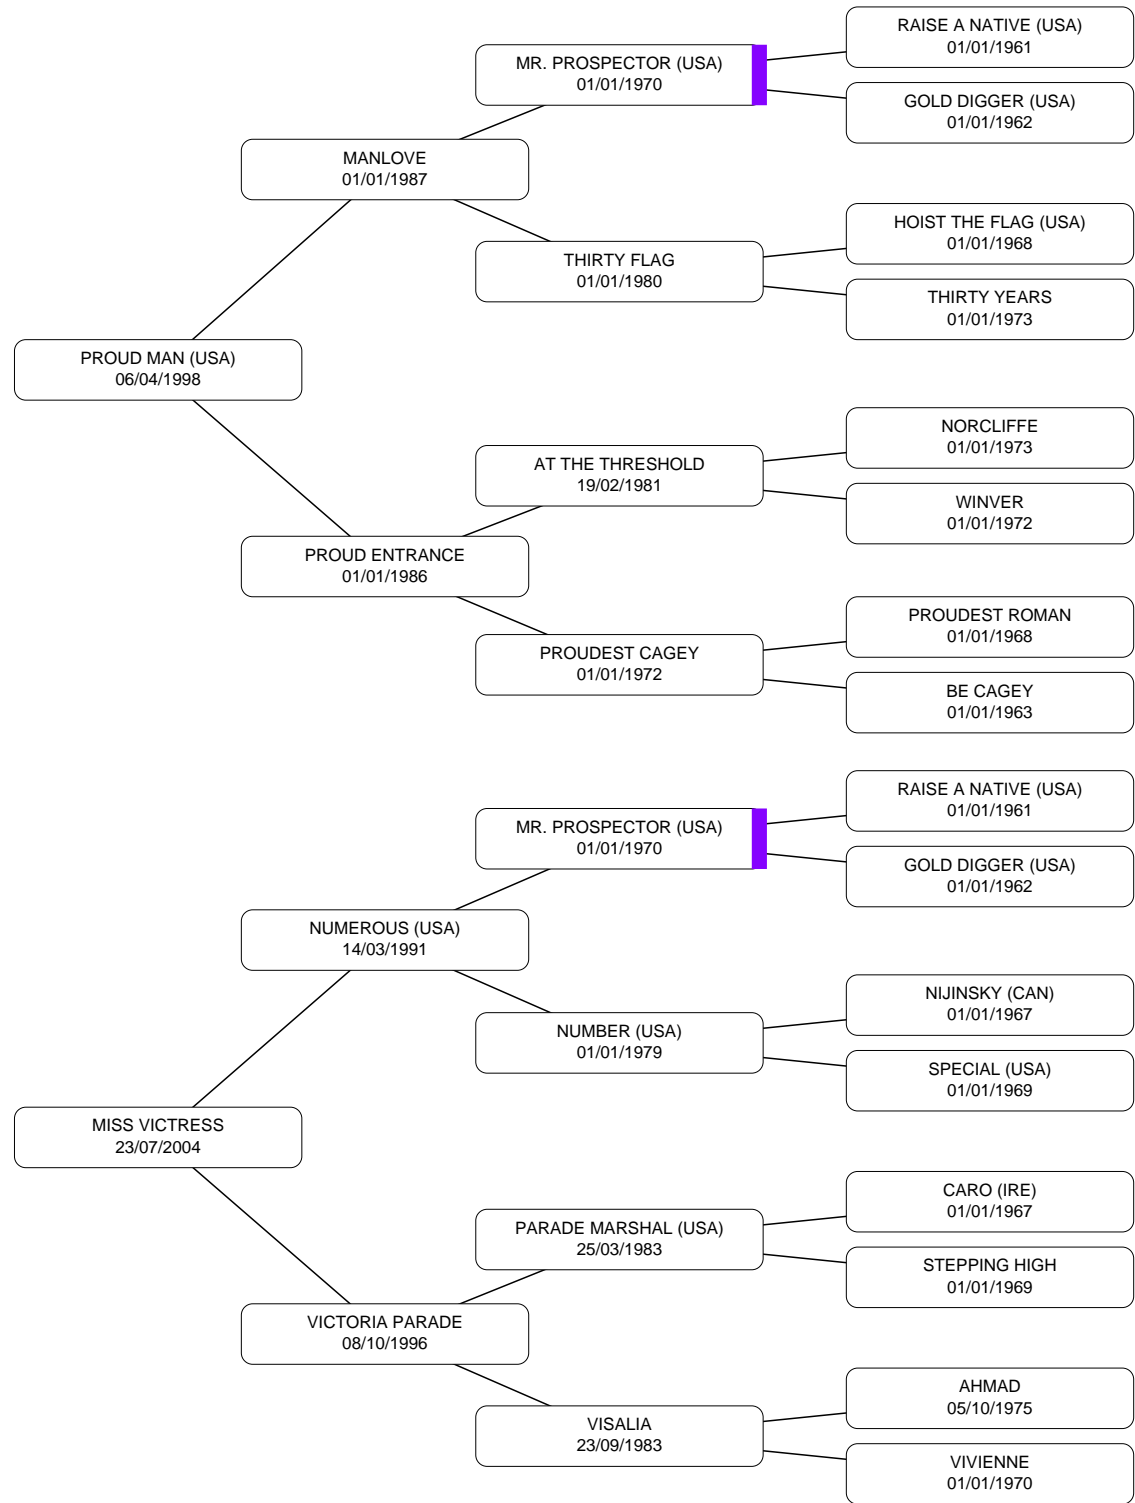 RAISE A NATIVE (USA)
01/01/1961
MR. PROSPECTOR (USA)
01/01/1970
GOLD DIGGER (USA)
01/01/1962
MANLOVE
01/01/1987
HOIST THE FLAG (USA)
01/01/1968
THIRTY FLAG
01/01/1980
THIRTY YEARS
01/01/1973
PROUD MAN (USA)
06/04/1998
NORCLIFFE
01/01/1973
AT THE THRESHOLD
19/02/1981
WINVER
01/01/1972
PROUD ENTRANCE
01/01/1986
PROUDEST ROMAN
01/01/1968
PROUDEST CAGEY
01/01/1972
BE CAGEY
01/01/1963
RAISE A NATIVE (USA)
01/01/1961
MR. PROSPECTOR (USA)
01/01/1970
GOLD DIGGER (USA)
01/01/1962
NUMEROUS (USA)
14/03/1991
NIJINSKY (CAN)
01/01/1967
NUMBER (USA)
01/01/1979
SPECIAL (USA)
01/01/1969
MISS VICTRESS
23/07/2004
CARO (IRE)
01/01/1967
PARADE MARSHAL (USA)
25/03/1983
STEPPING HIGH
01/01/1969
VICTORIA PARADE
08/10/1996
AHMAD
05/10/1975
VISALIA
23/09/1983
VIVIENNE
01/01/1970